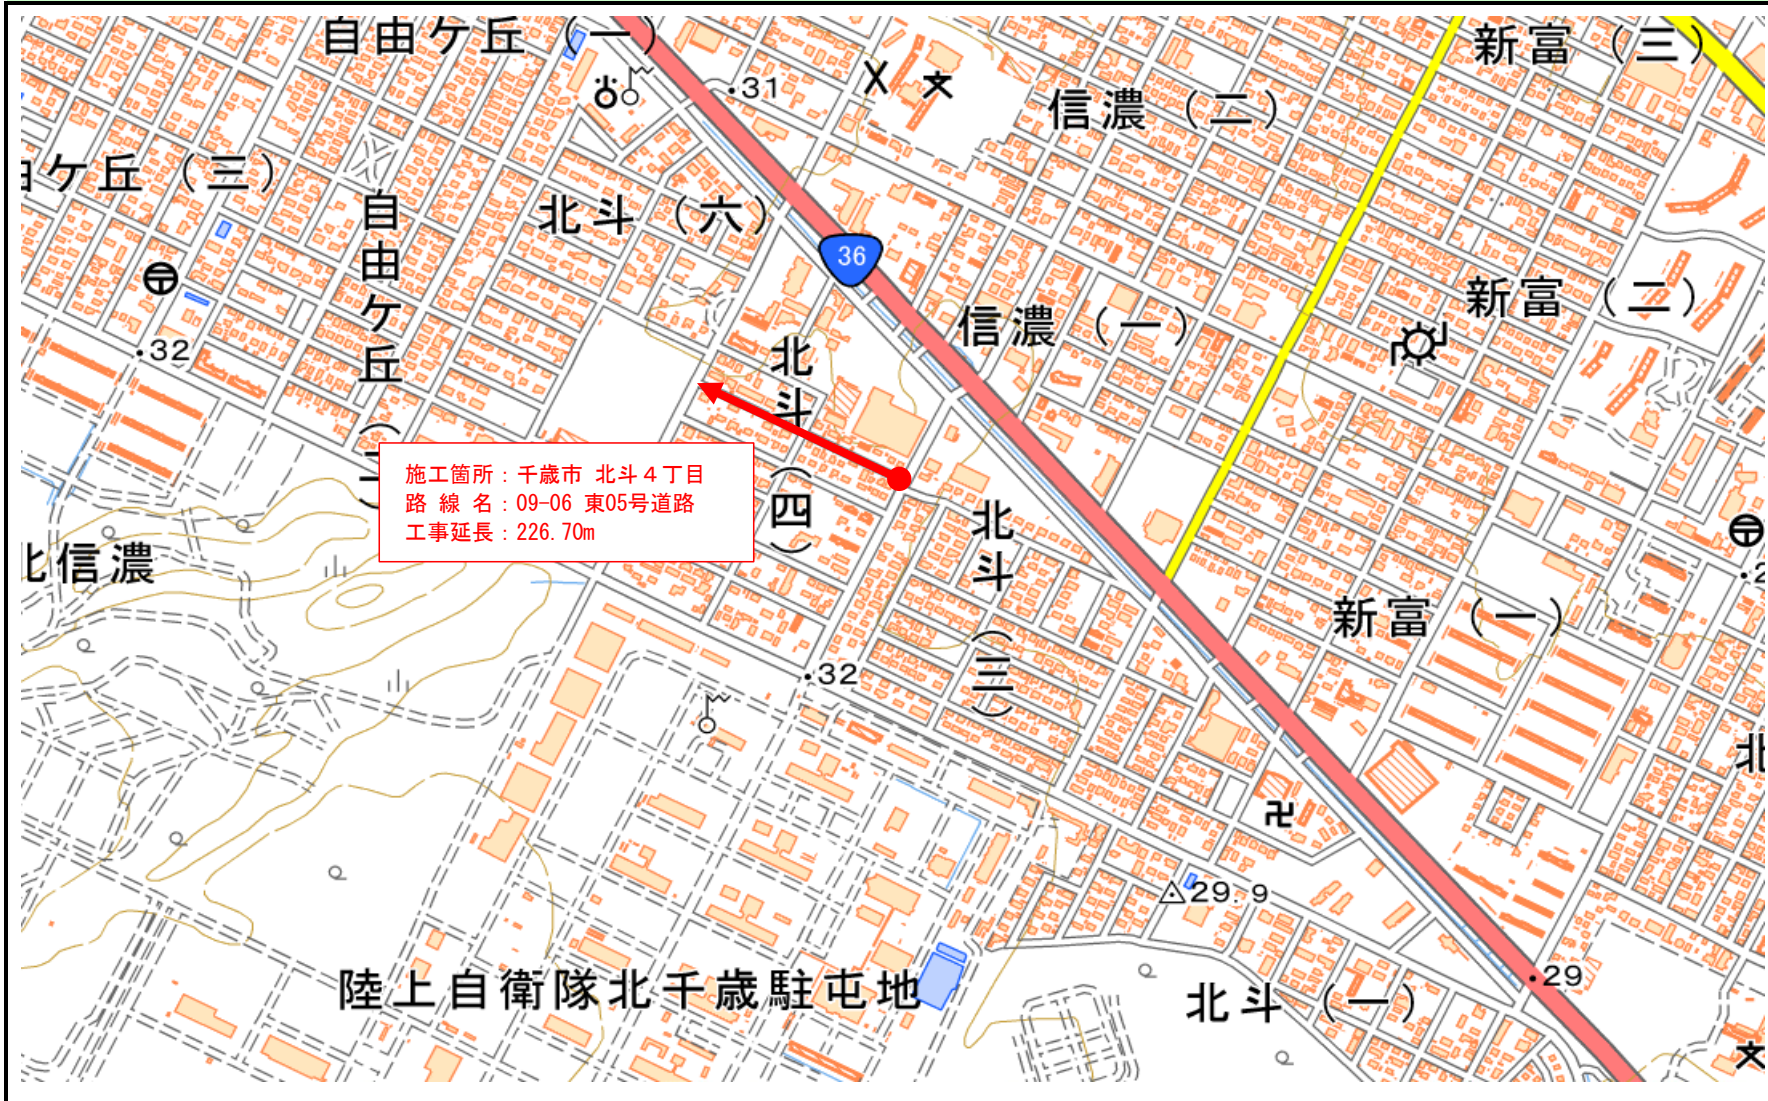 自由ケ丘（一）
新富（三）
31
信濃（二）
ケ丘（三）
自由ケ丘（二）
北斗（六）
36
新富（二）
信濃（一）
32
北斗（四）
施工箇所：千歳市 北斗４丁目
路 線 名：09-06 東05号道路
工事延長：226.70m
北斗（三）
北信濃
新富（一）
32
北
29.9
陸上自衛隊北千歳駐屯地
北斗（一）
29